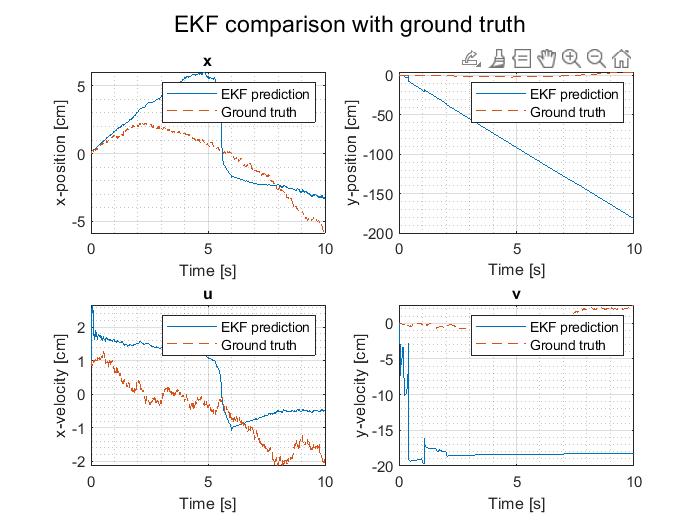 EKF comparison with ground truth
x
5
0
-5
x-position [cm]
EKF prediction
Ground truth
0
5
10
Time [s]
0
-50
-100
-150
-200
y-position [cm]
EKF prediction
Ground truth
0
5
10
Time [s]
u
2
1
0
-1
-2
x-velocity [cm]
EKF prediction
Ground truth
0
5
10
Time [s]
v
0
-5
-10
-15
-20
y-velocity [cm]
EKF prediction
Ground truth
0
5
10
Time [s]